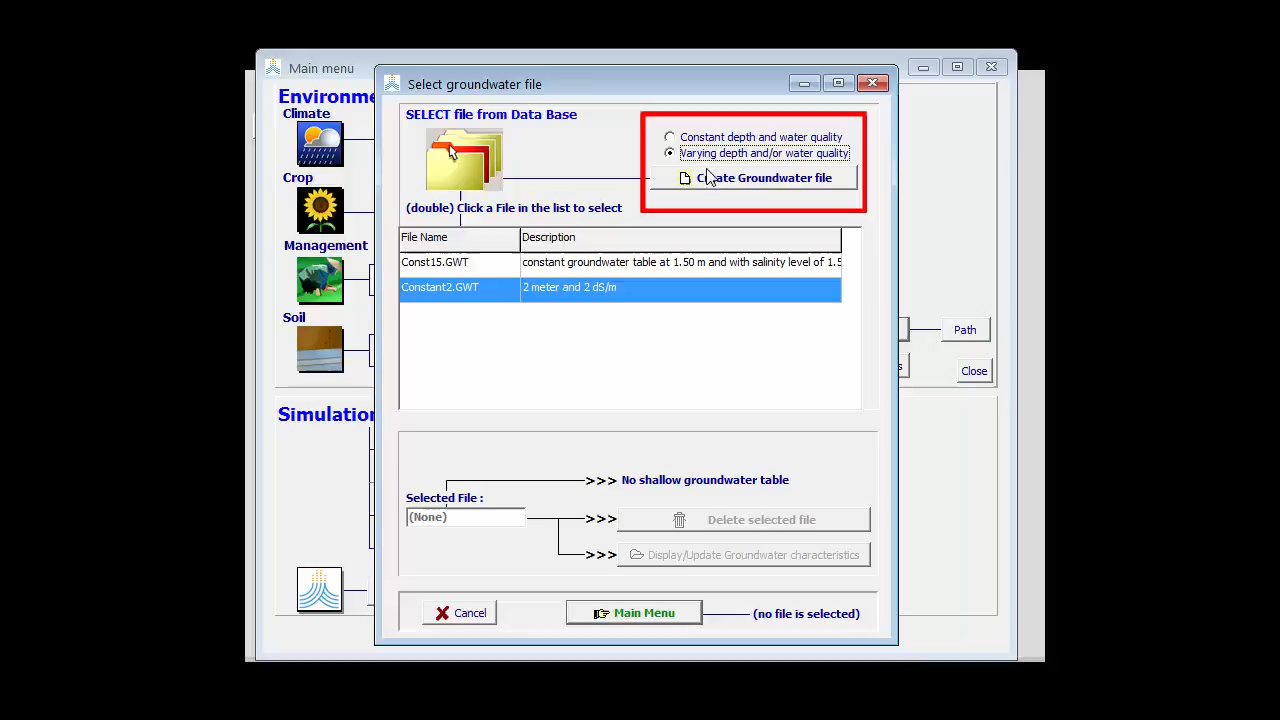 Main menu
Select groundwater file
Environme
Climate
Crop
Management
Soil
Simulation
SELECT file from Data Base
Constant depth and water quality
Varying depth and/or water quality
Create Groundwater file
(double) Click a File in the list to select
File Name Description
Const15.GWT constant groundwater table at 1.50 m and with salinity level of 1.5
Constant2.GWT 2 meter and 2 dS/m
Path
s
Close
>>> No shallow groundwater table
Selected File :
(None)
>>> Delete selected file
>>> Display/Update Groundwater characteristics
Cancel
Main Menu
(no file is selected)